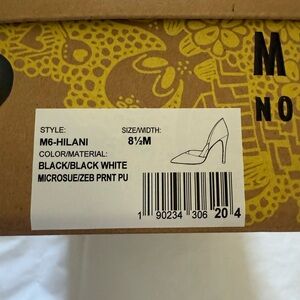 M
NO
STYLE: SIZE/WIDTH:
M6-HILANI 8½M
COLOR/MATERIAL:
BLACK/BLACK WHITE
MICROSUE/ZEB PRNT PU
1 90234 306 20 4